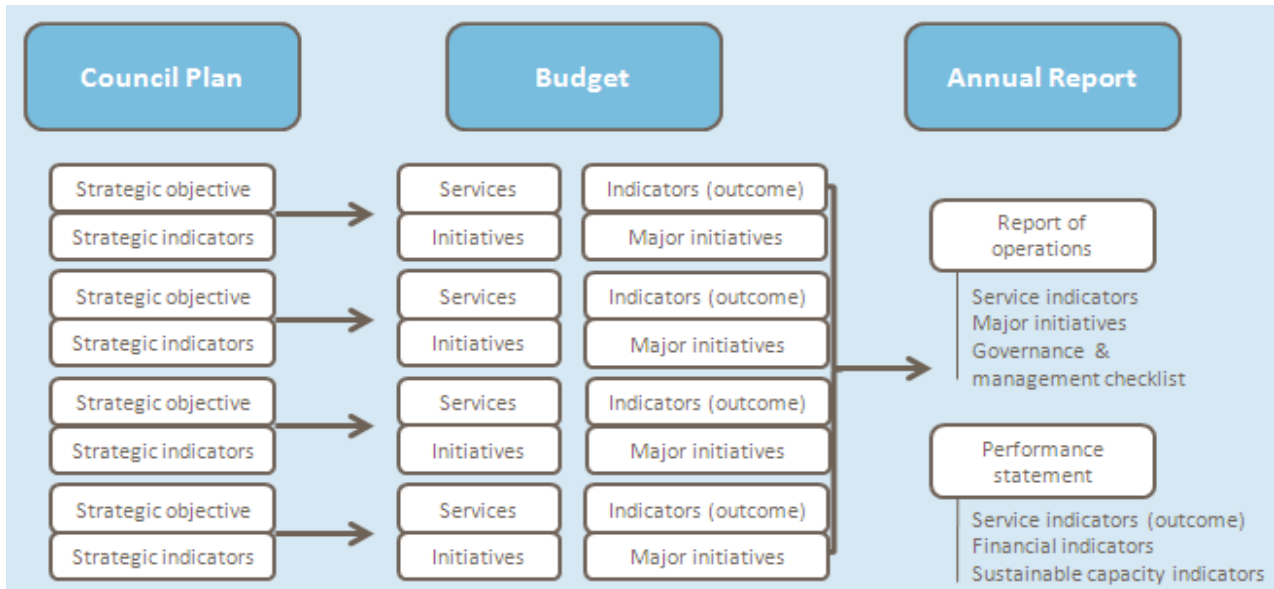 Council Plan
Budget
Annual Report
Strategic objective
Strategic indicators
Strategic objective
Strategic indicators
Strategic objective
Strategic indicators
Strategic objective
Strategic indicators
Services
Initiatives
Services
Initiatives
Services
Initiatives
Services
Initiatives
Indicators (outcome)
Major initiatives
Indicators (outcome)
Major initiatives
Indicators (outcome)
Major initiatives
Indicators (outcome)
Major initiatives
Report of
operations
Service indicators
Major initiatives
Governance &
management checklist
Performance
statement
Service indicators (outcome)
Financial indicators
Sustainable capacity indicators